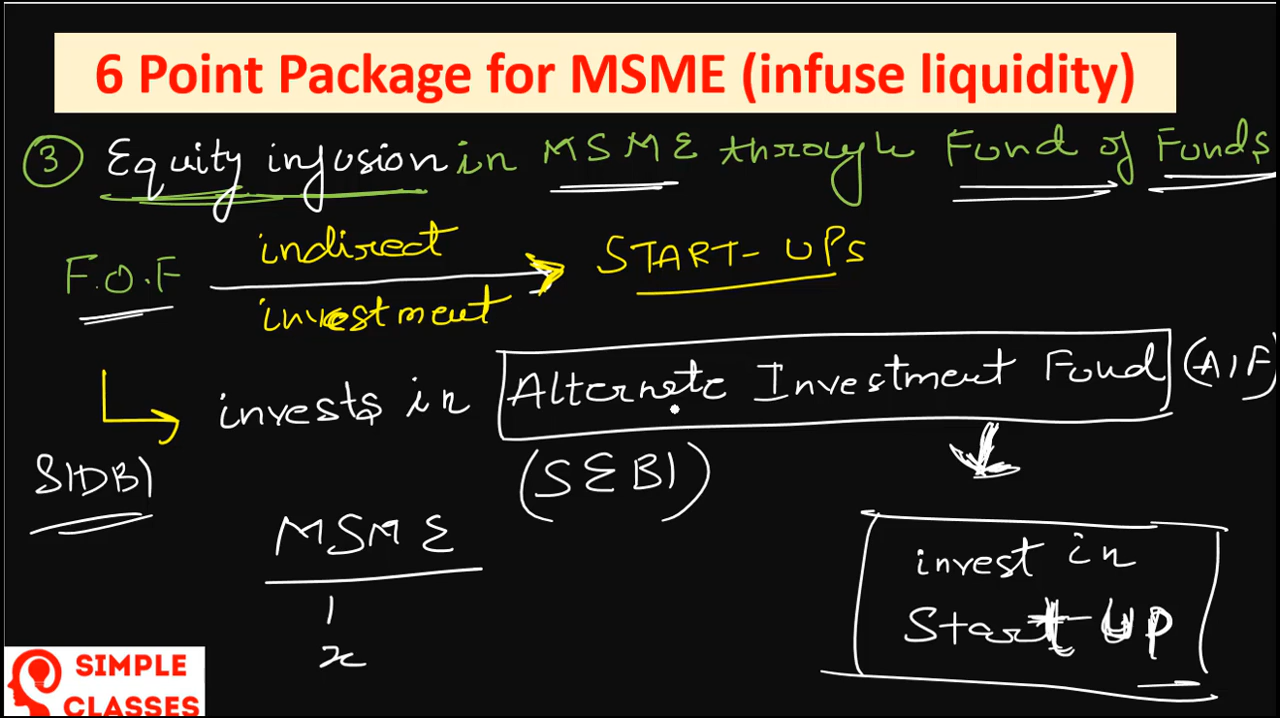 6 Point Package for MSME (infuse liquidity)
③ Equity infusion in MSME through Fund of Funds
F.O.F indirect investment START-UPs
invests in Alternate Investment Fund (AIF)
SIDBI (SEBI)
MSME
1
x
invest in
Start UP
SIMPLE
CLASSES